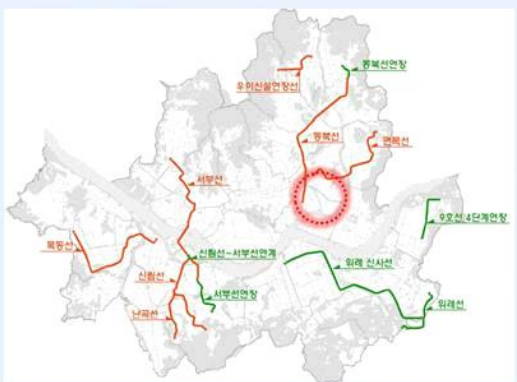 동북선연장
우이신설연장선
동북선
면목선
서부선
9호선 4단계연장
목동선
신림선-서부선연계
위례 신사선
신림선
서부선연장
위례선
난곡선